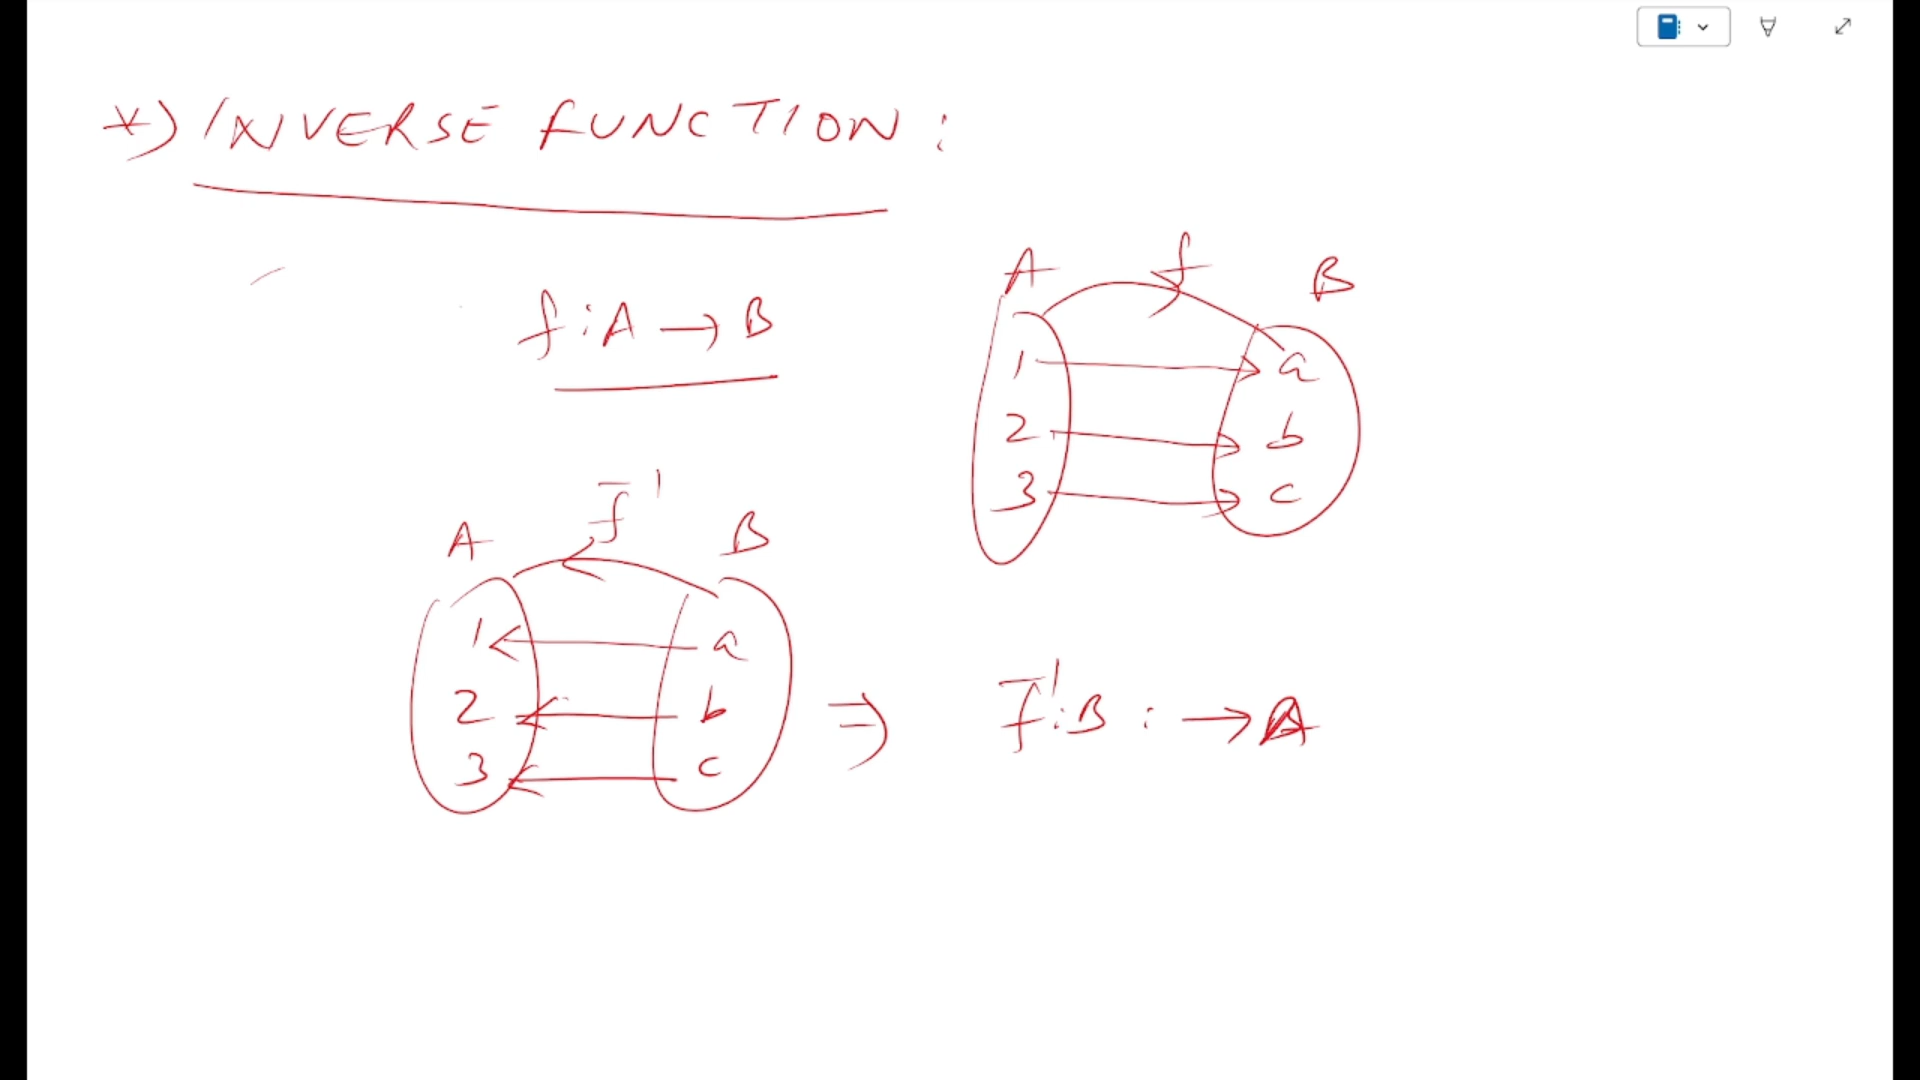 *) INVERSE FUNCTION :
A f B
f : A → B
1 a
2 b
3 c
f⁻¹
A B
1 a
2 b
3 c
⇒ f⁻¹ : B : → A